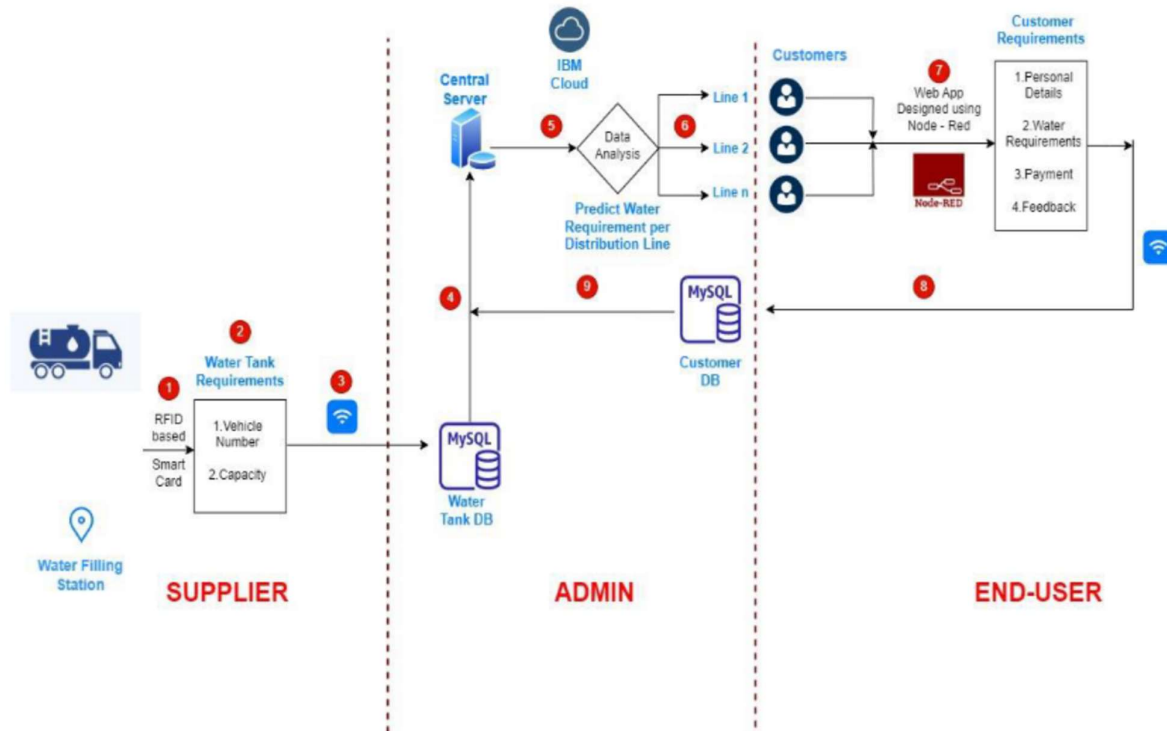 Customer
Requirements
IBM
Cloud
Customers
7
Central
Server
Web App
Designed using
Node - Red
1.Personal
Details
2.Water
Requirements
3.Payment
4.Feedback
5
6
Line 1
Line 2
Line n
Data
Analysis
Node-RED
Predict Water
Requirement per
Distribution Line
4
9
8
MySQL
Customer
DB
2
Water Tank
Requirements
1
3
RFID
based
Smart
Card
1.Vehicle
Number
2.Capacity
MySQL
Water
Tank DB
Water Filling
Station
SUPPLIER
ADMIN
END-USER